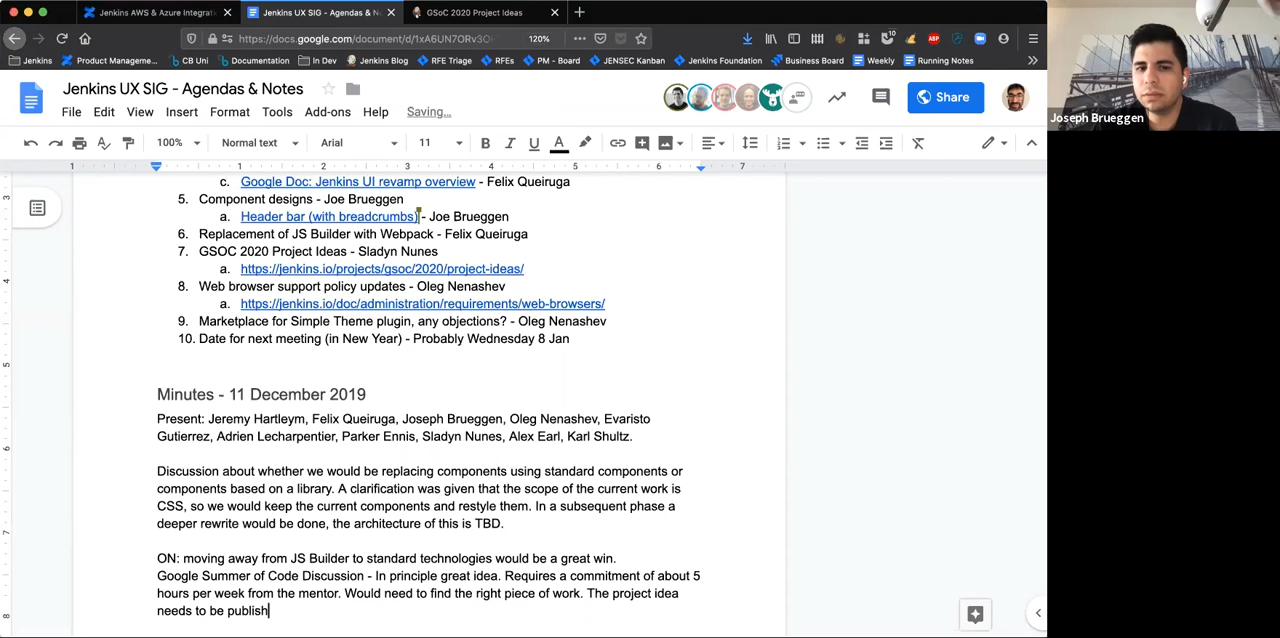 Jenkins AWS & Azure Integrati
Jenkins UX SIG - Agendas & N
GSoC 2020 Project Ideas
https://docs.google.com/document/d/1xA6UN7ORv3O
120%
Jenkins
Product Manageme...
CB Uni
Documentation
In Dev
Jenkins Blog
RFE Triage
RFEs
PM - Board
JENSEC Kanban
Jenkins Foundation
Business Board
Weekly
Running Notes
Jenkins UX SIG - Agendas & Notes
File Edit View Insert Format Tools Add-ons Help Saving...
Share
Joseph Brueggen
100% Normal text Arial 11 B I U A
1 1 2 3 4 5 6 7
c. Google Doc: Jenkins UI revamp overview - Felix Queiruga
5. Component designs - Joe Brueggen
a. Header bar (with breadcrumbs) - Joe Brueggen
6. Replacement of JS Builder with Webpack - Felix Queiruga
7. GSOC 2020 Project Ideas - Sladyn Nunes
a. https://jenkins.io/projects/gsoc/2020/project-ideas/
8. Web browser support policy updates - Oleg Nenashev
a. https://jenkins.io/doc/administration/requirements/web-browsers/
9. Marketplace for Simple Theme plugin, any objections? - Oleg Nenashev
10. Date for next meeting (in New Year) - Probably Wednesday 8 Jan
Minutes - 11 December 2019
Present: Jeremy Hartleym, Felix Queiruga, Joseph Brueggen, Oleg Nenashev, Evaristo
Gutierrez, Adrien Lecharpentier, Parker Ennis, Sladyn Nunes, Alex Earl, Karl Shultz.
Discussion about whether we would be replacing components using standard components or
components based on a library. A clarification was given that the scope of the current work is
CSS, so we would keep the current components and restyle them. In a subsequent phase a
deeper rewrite would be done, the architecture of this is TBD.
ON: moving away from JS Builder to standard technologies would be a great win.
Google Summer of Code Discussion - In principle great idea. Requires a commitment of about 5
hours per week from the mentor. Would need to find the right piece of work. The project idea
needs to be publish